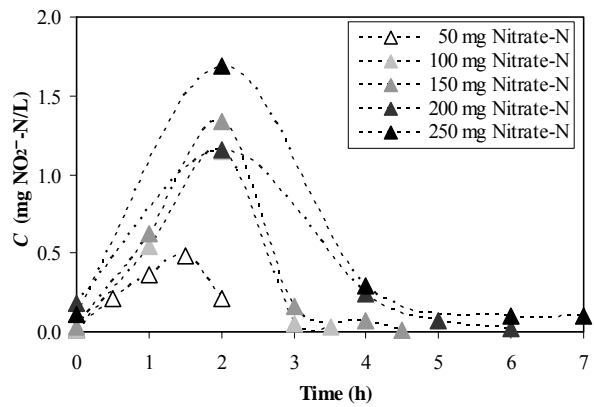 2.0
1.5
1.0
0.5
0.0
C (mg NO₂⁻-N/L)
50 mg Nitrate-N
100 mg Nitrate-N
150 mg Nitrate-N
200 mg Nitrate-N
250 mg Nitrate-N
0 1 2 3 4 5 6 7
Time (h)